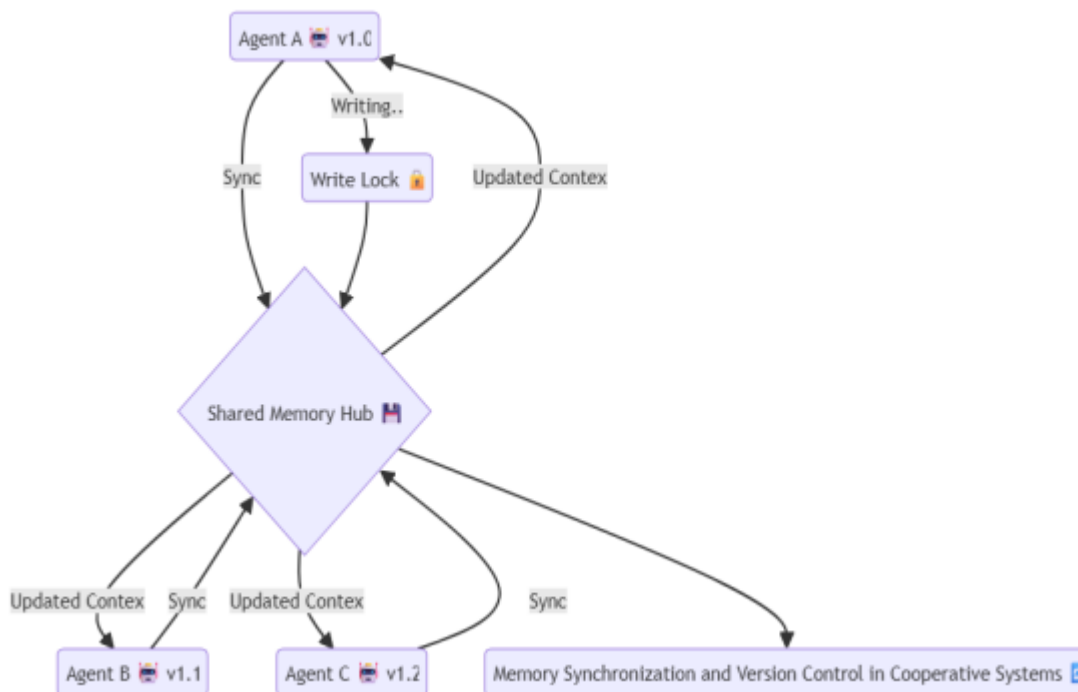 Agent A 🤖 v1.0
Writing..
Write Lock 🔒
Sync
Updated Contex
Shared Memory Hub 💾
Updated Contex
Sync
Updated Contex
Sync
Agent B 🤖 v1.1
Agent C 🤖 v1.2
Memory Synchronization and Version Control in Cooperative Systems